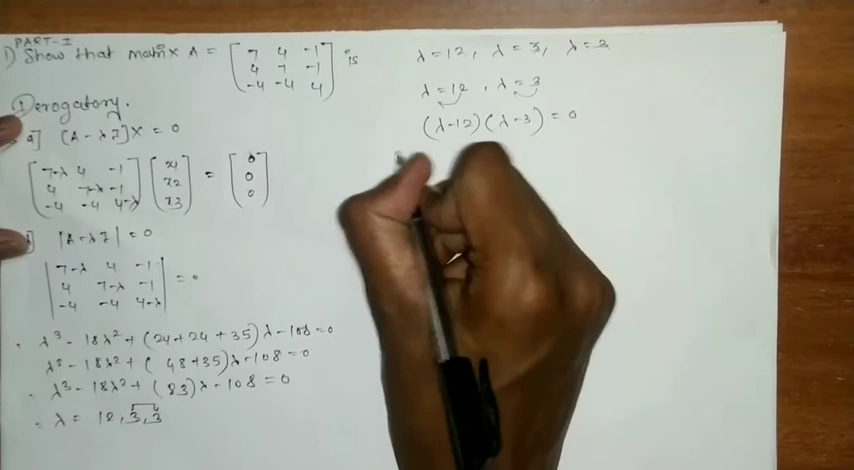 PART-I
1) Show that matrix A = [7 4 -1; 4 7 -1; -4 -4 4] is
Derogatory.
a] [A-λI]X = 0
[7-λ 4 -1; 4 7-λ -1; -4 -4 4-λ] [x1; x2; x3] = [0; 0; 0]
|A-λI| = 0
|7-λ 4 -1; 4 7-λ -1; -4 -4 4-λ| = 0
λ³ - 18λ² + (24+24+35)λ - 108 = 0
λ³ - 18λ² + (48+35)λ - 108 = 0
λ³ - 18λ² + (83)λ - 108 = 0
λ = 12, 3, 3
λ = 12, λ = 3, λ = 3
λ = 12, λ = 3
(λ-12)(λ-3) = 0